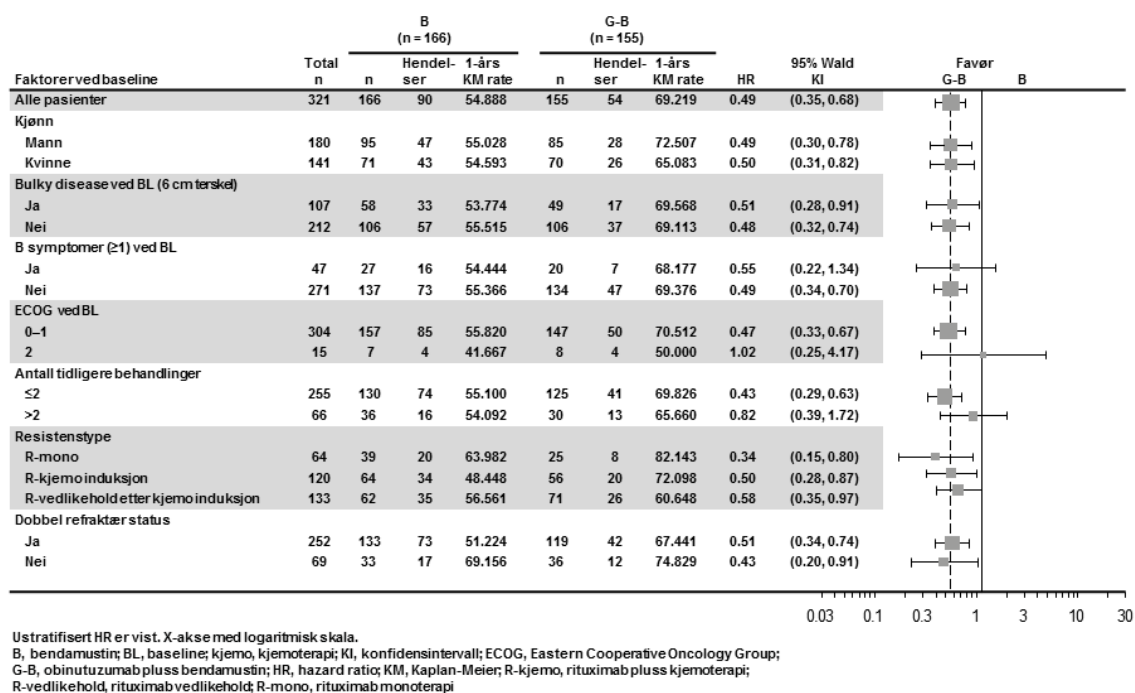 B G-B
(n = 166) (n = 155)
Total Hendel- 1-års Hendel- 1-års 95% Wald Favør
Faktorer ved baseline n n ser KM rate n ser KM rate HR KI G-B B
Alle pasienter 321 166 90 54.888 155 54 69.219 0.49 (0.35, 0.68)
Kjønn
Mann 180 95 47 55.028 85 28 72.507 0.49 (0.30, 0.78)
Kvinne 141 71 43 54.593 70 26 65.083 0.50 (0.31, 0.82)
Bulky disease ved BL (6 cm terskel)
Ja 107 58 33 53.774 49 17 69.568 0.51 (0.28, 0.91)
Nei 212 106 57 55.515 106 37 69.113 0.48 (0.32, 0.74)
B symptomer (≥1) ved BL
Ja 47 27 16 54.444 20 7 68.177 0.55 (0.22, 1.34)
Nei 271 137 73 55.366 134 47 69.376 0.49 (0.34, 0.70)
ECOG ved BL
0–1 304 157 85 55.820 147 50 70.512 0.47 (0.33, 0.67)
2 15 7 4 41.667 8 4 50.000 1.02 (0.25, 4.17)
Antall tidligere behandlinger
≤2 255 130 74 55.100 125 41 69.826 0.43 (0.29, 0.63)
>2 66 36 16 54.092 30 13 65.660 0.82 (0.39, 1.72)
Resistenstype
R-mono 64 39 20 63.982 25 8 82.143 0.34 (0.15, 0.80)
R-kjemo induksjon 120 64 34 48.448 56 20 72.098 0.50 (0.28, 0.87)
R-vedlikehold etter kjemo induksjon 133 62 35 56.561 71 26 60.648 0.58 (0.35, 0.97)
Dobbel refraktær status
Ja 252 133 73 51.224 119 42 67.441 0.51 (0.34, 0.74)
Nei 69 33 17 69.156 36 12 74.829 0.43 (0.20, 0.91)
0.03 0.1 0.3 1 3 10 30
Ustratifisert HR er vist. X-akse med logaritmisk skala.
B, bendamustin; BL, baseline; kjemo, kjemoterapi; KI, konfidensintervall; ECOG, Eastern Cooperative Oncology Group;
G-B, obinutuzumab pluss bendamustin; HR, hazard ratio; KM, Kaplan-Meier; R-kjemo, rituximab pluss kjemoterapi;
R-vedlikehold, rituximab vedlikehold; R-mono, rituximab monoterapi